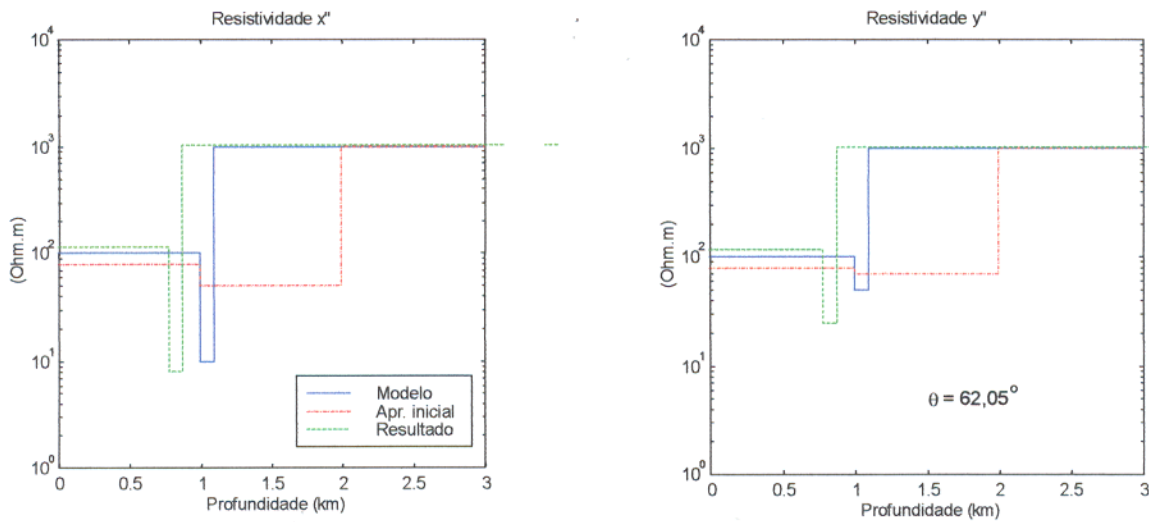 Resistividade x"
10^4
10^3
10^2
10^1
10^0
(Ohm.m)
0
0.5
1
1.5
2
2.5
3
Profundidade (km)
Modelo
Apr. inicial
Resultado
Resistividade y"
10^4
10^3
10^2
10^1
10^0
(Ohm.m)
0
0.5
1
1.5
2
2.5
3
Profundidade (km)
θ = 62,05°